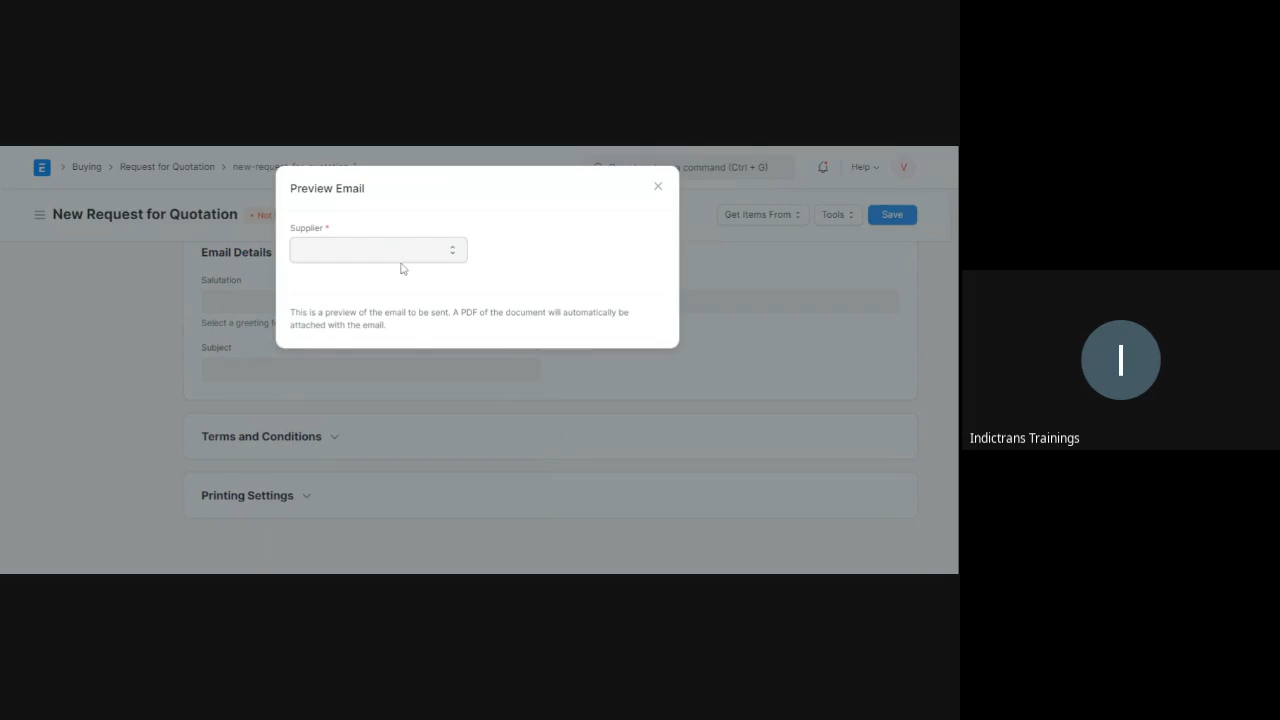 Buying > Request for Quotation > new-request-for-quotation
command (Ctrl + G)
Help
V
New Request for Quotation
Not
Get Items From
Tools
Save
Preview Email
Supplier *
This is a preview of the email to be sent. A PDF of the document will automatically be
attached with the email.
Email Details
Salutation
Select a greeting f
Subject
Terms and Conditions
Printing Settings
I
Indictrans Trainings